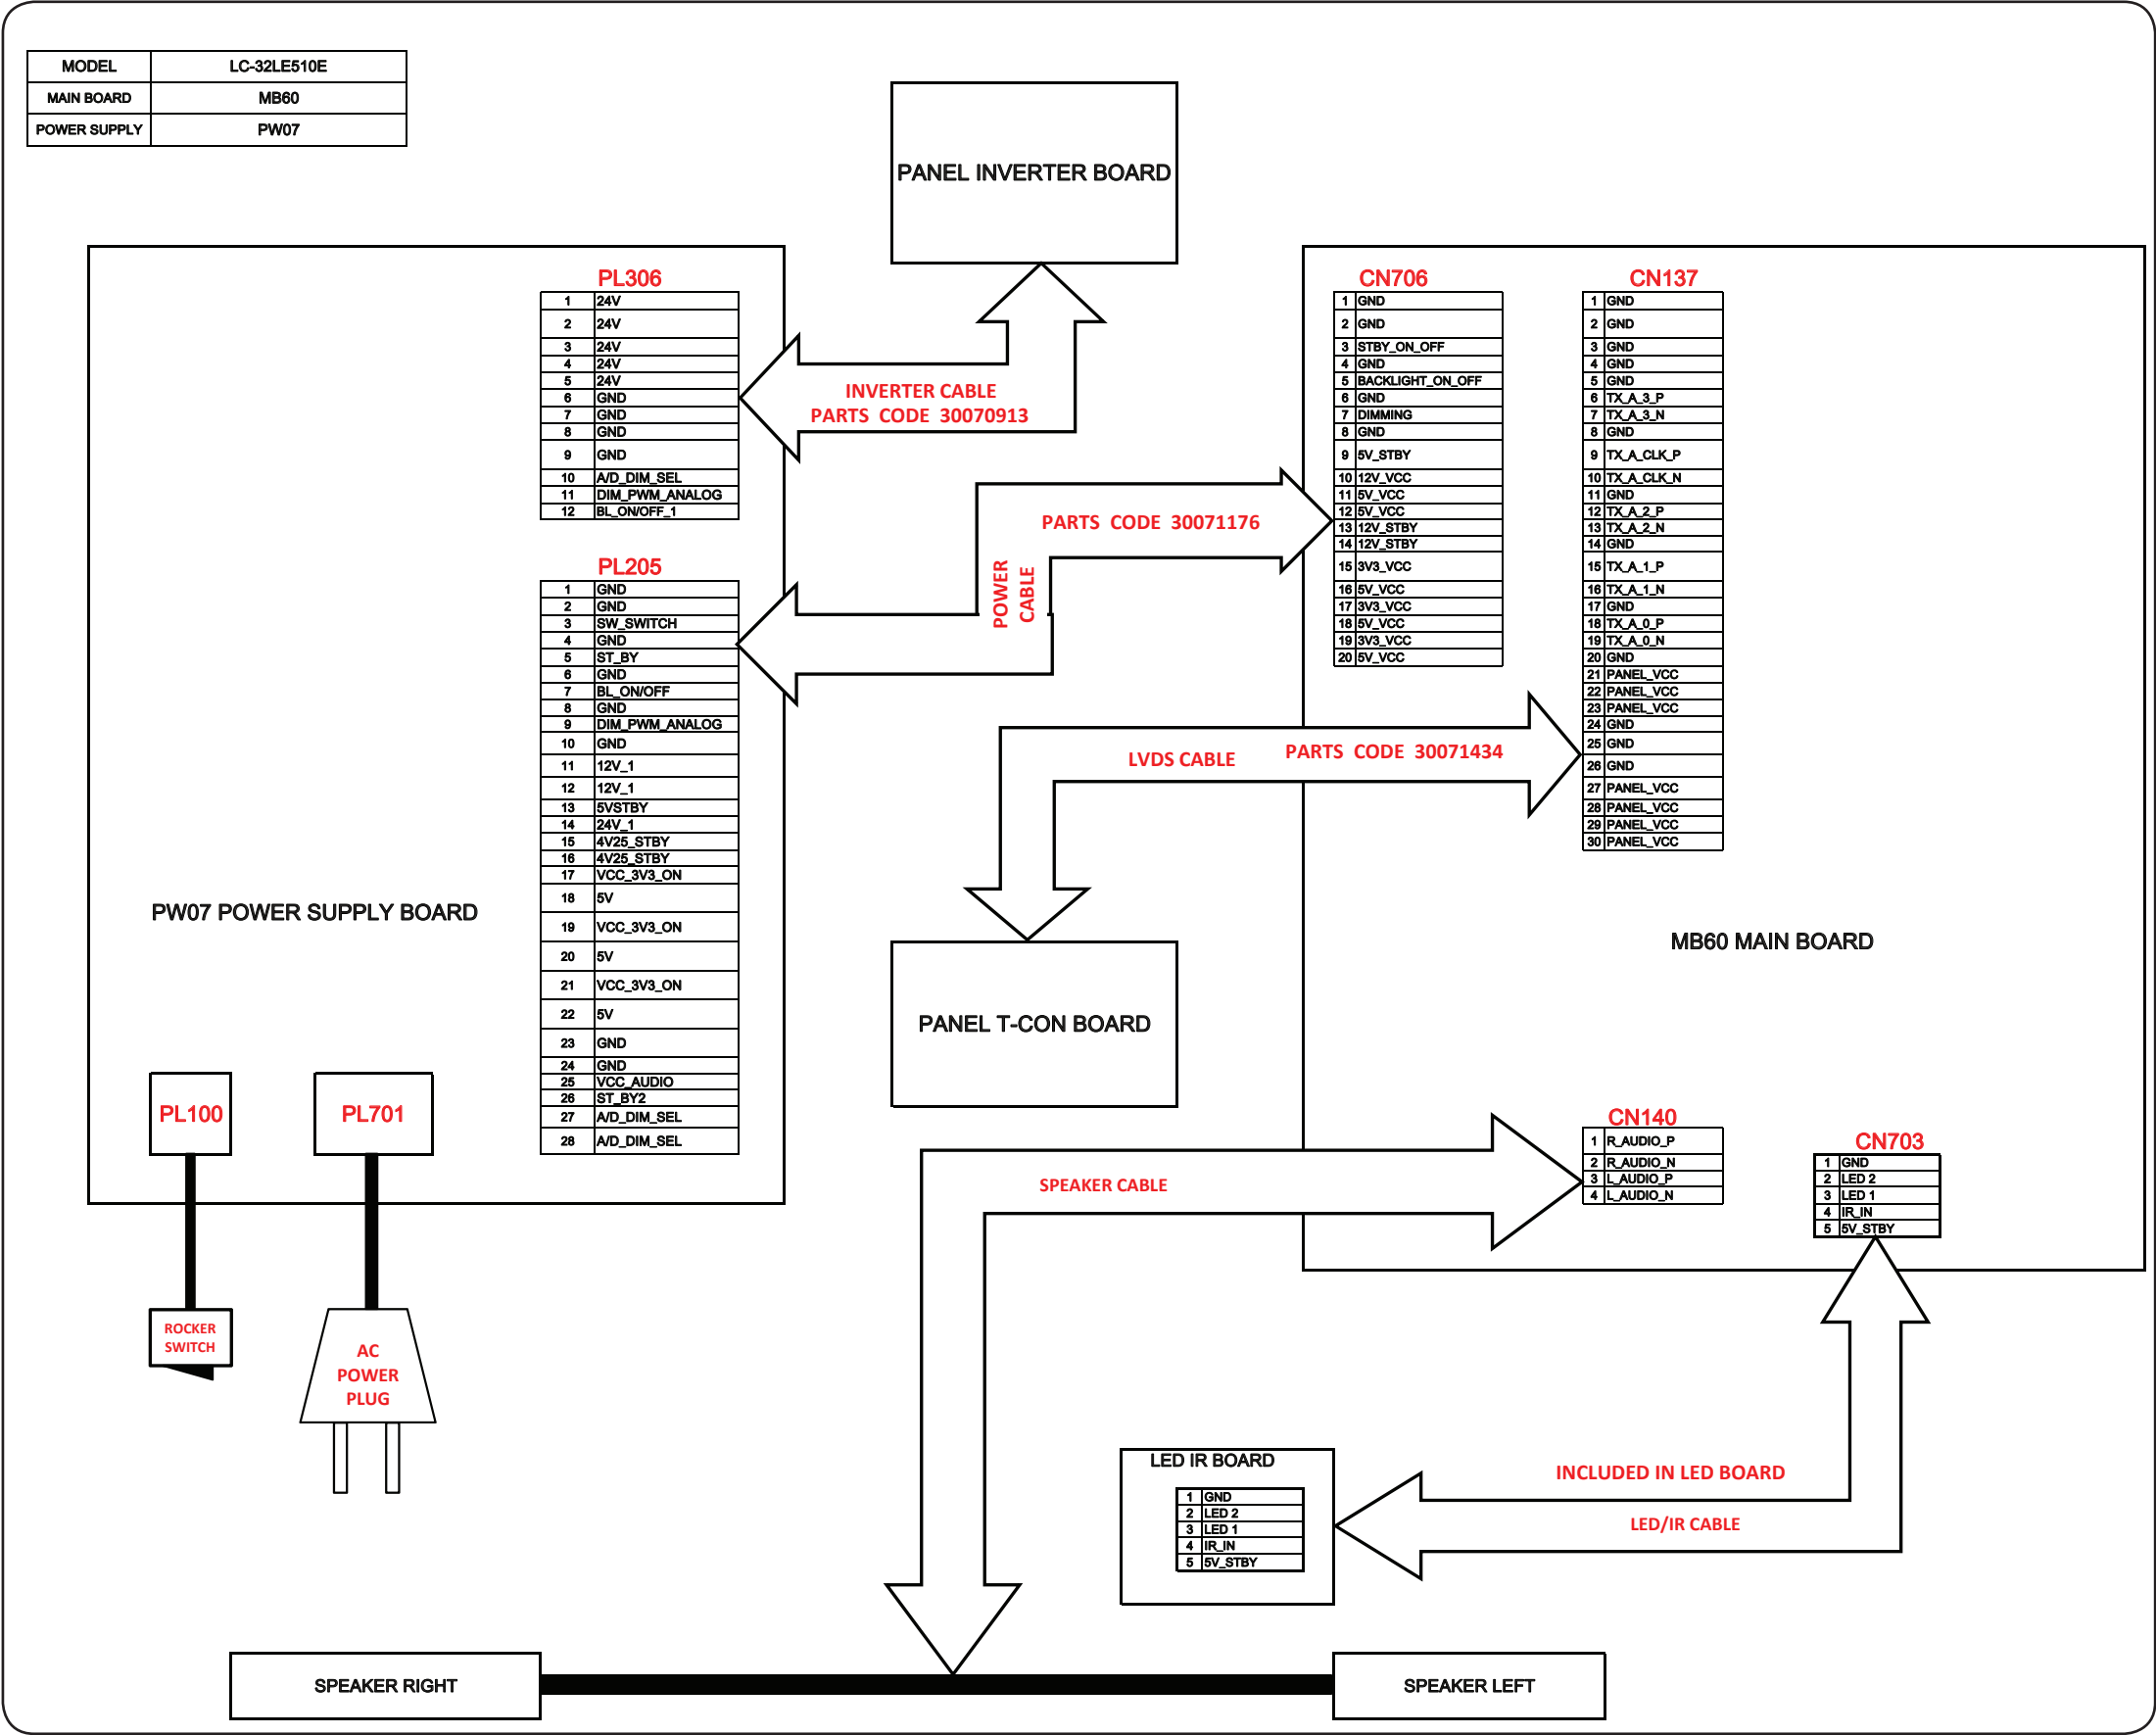 MODEL LC-32LE510E
MAIN BOARD MB60
POWER SUPPLY PW07
PANEL INVERTER BOARD
PL306
1 24V
2 24V
3 24V
4 24V
5 24V
6 GND
7 GND
8 GND
9 GND
10 A/D_DIM_SEL
11 DIM_PWM_ANALOG
12 BL_ON/OFF_1
INVERTER CABLE
PARTS CODE 30070913
PL205
1 GND
2 GND
3 SW_SWITCH
4 GND
5 ST_BY
6 GND
7 BL_ON/OFF
8 GND
9 DIM_PWM_ANALOG
10 GND
11 12V_1
12 12V_1
13 5VSTBY
14 24V_1
15 4V25_STBY
16 4V25_STBY
17 VCC_3V3_ON
18 5V
19 VCC_3V3_ON
20 5V
21 VCC_3V3_ON
22 5V
23 GND
24 GND
25 VCC_AUDIO
26 ST_BY2
27 A/D_DIM_SEL
28 A/D_DIM_SEL
PW07 POWER SUPPLY BOARD
PL100
PL701
ROCKER
SWITCH
AC
POWER
PLUG
PARTS CODE 30071176
POWER
CABLE
CN706
1 GND
2 GND
3 STBY_ON_OFF
4 GND
5 BACKLIGHT_ON_OFF
6 GND
7 DIMMING
8 GND
9 5V_STBY
10 12V_VCC
11 5V_VCC
12 5V_VCC
13 12V_STBY
14 12V_STBY
15 3V3_VCC
16 5V_VCC
17 3V3_VCC
18 5V_VCC
19 3V3_VCC
20 5V_VCC
CN137
1 GND
2 GND
3 GND
4 GND
5 GND
6 TX_A_3_P
7 TX_A_3_N
8 GND
9 TX_A_CLK_P
10 TX_A_CLK_N
11 GND
12 TX_A_2_P
13 TX_A_2_N
14 GND
15 TX_A_1_P
16 TX_A_1_N
17 GND
18 TX_A_0_P
19 TX_A_0_N
20 GND
21 PANEL_VCC
22 PANEL_VCC
23 PANEL_VCC
24 GND
25 GND
26 GND
27 PANEL_VCC
28 PANEL_VCC
29 PANEL_VCC
30 PANEL_VCC
LVDS CABLE PARTS CODE 30071434
MB60 MAIN BOARD
PANEL T-CON BOARD
CN140
1 R_AUDIO_P
2 R_AUDIO_N
3 L_AUDIO_P
4 L_AUDIO_N
CN703
1 GND
2 LED 2
3 LED 1
4 IR_IN
5 5V_STBY
SPEAKER CABLE
LED IR BOARD
1 GND
2 LED 2
3 LED 1
4 IR_IN
5 5V_STBY
INCLUDED IN LED BOARD
LED/IR CABLE
SPEAKER RIGHT
SPEAKER LEFT